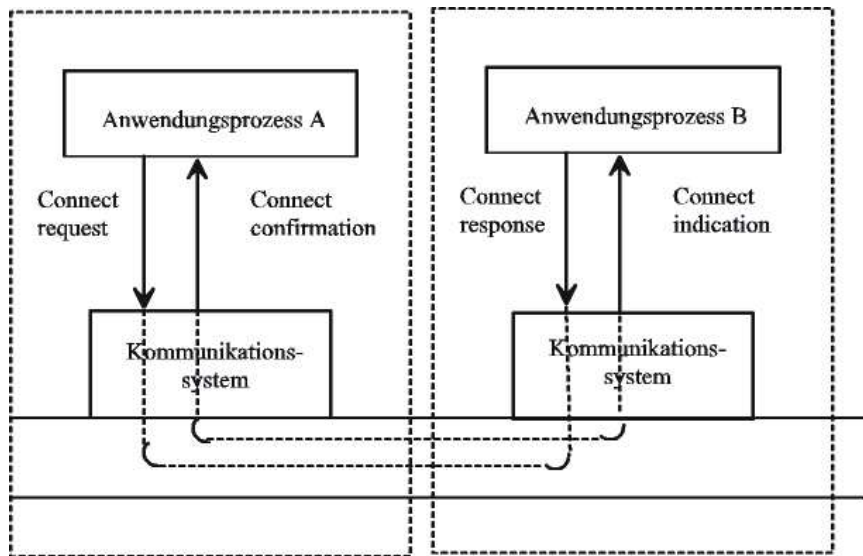 Anwendungsprozess A
Anwendungsprozess B
Connect
request
Connect
confirmation
Connect
response
Connect
indication
Kommunikations-
system
Kommunikations-
system